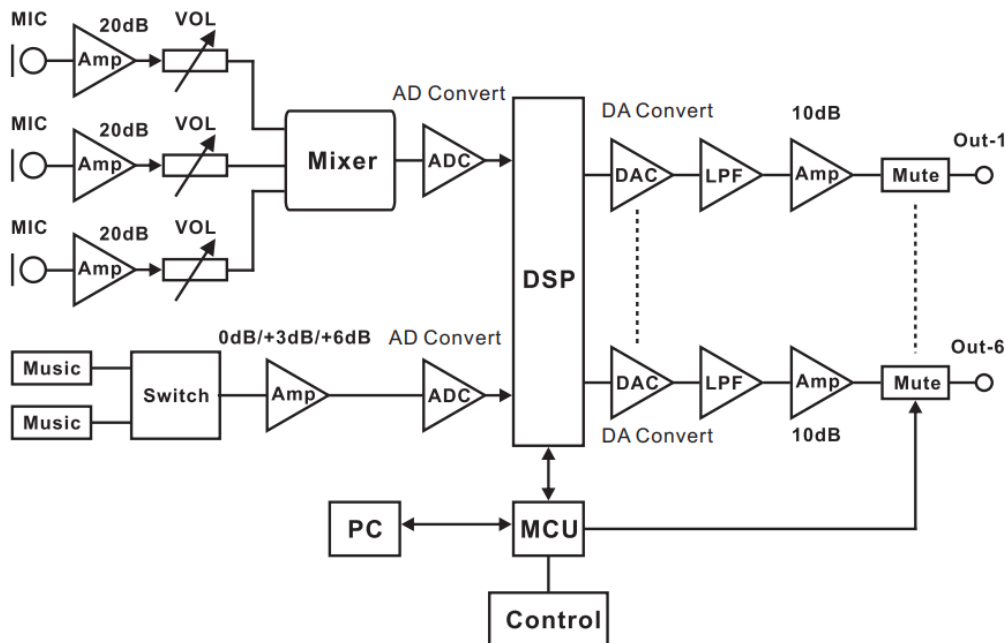 MIC
20dB
VOL
Amp
MIC
20dB
VOL
Amp
MIC
20dB
VOL
Amp
Mixer
AD Convert
ADC
DSP
DA Convert
DAC
LPF
10dB
Amp
Mute
Out-1
Music
Music
Switch
0dB/+3dB/+6dB
Amp
AD Convert
ADC
DAC
DA Convert
LPF
Amp
10dB
Mute
Out-6
PC
MCU
Control